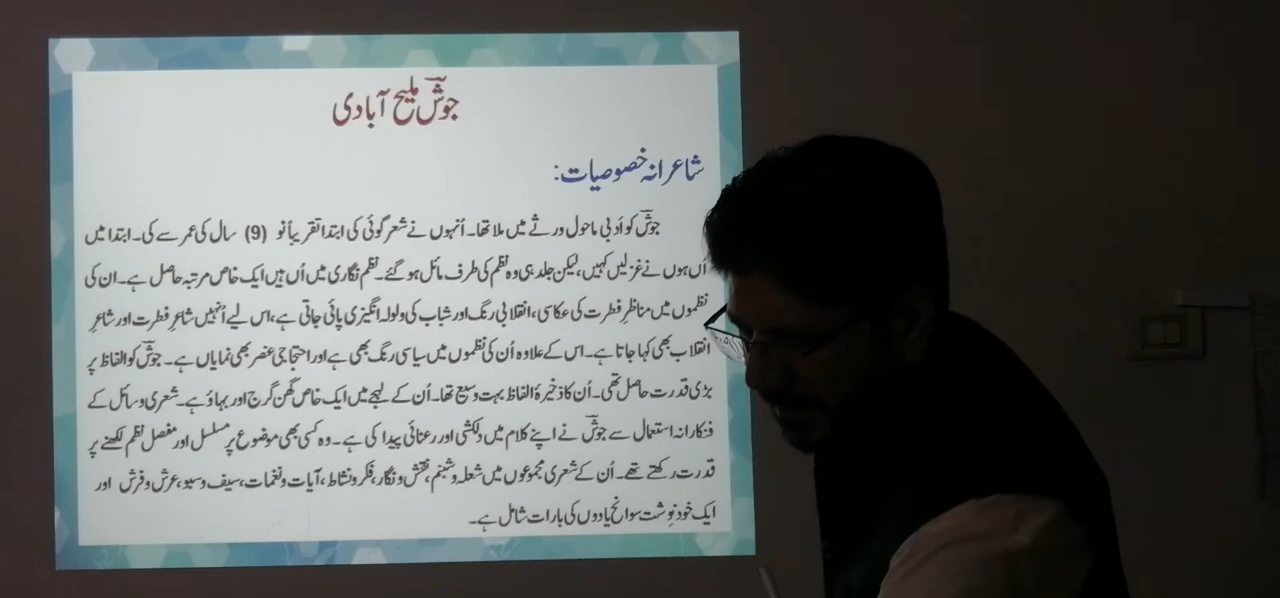 جوشؔ ملیح آبادی
شاعرانہ خصوصیات:
جوشؔ کو اَدبی ماحول ورثے میں ملا تھا۔ اُنہوں نے شعر گوئی کی ابتدا تقریباً نو (9) سال کی عمر سے کی۔ ابتدا میں
اُں ہوں نے غزلیں کہیں، لیکن جلد ہی وہ نظم کی طرف مائل ہو گئے۔ نظم نگاری میں اُں ہیں ایک خاص مرتبہ حاصل ہے۔ ان کی
نظموں میں مناظرِ فطرت کی عکاسی، انقلابی رنگ اور شباب کی ولولہ انگیزی پائی جاتی ہے، اس لیے اُنہیں شاعرِ فطرت اور شاعرِ
انقلاب بھی کہا جاتا ہے۔ اس کے علاوہ اُن کی نظموں میں سیاسی رنگ بھی ہے اور احتجاجی عنصر بھی نمایاں ہے۔ جوشؔ کو الفاظ پر
بڑی قدرت حاصل تھی۔ اُن کا ذخیرۂ الفاظ بہت وسیع تھا۔ اُن کے لہجے میں ایک خاص گھن گرج اور بہاؤ ہے۔ شعری وسائل کے
فنکارانہ استعمال سے جوشؔ نے اپنے کلام میں دلکشی اور رعنائی پیدا کی ہے۔ وہ کسی بھی موضوع پر مسلسل اور مفصل نظم لکھنے پر
قدرت رکھتے تھے۔ اُن کے شعری مجموعوں میں شعلہ و شبنم، نقش و نگار، فکر و نشاط، آیات و نغمات، سیف و سبو، عرش و فرش اور
ایک خود نوِشت سوانح یادوں کی بارات شامل ہے۔